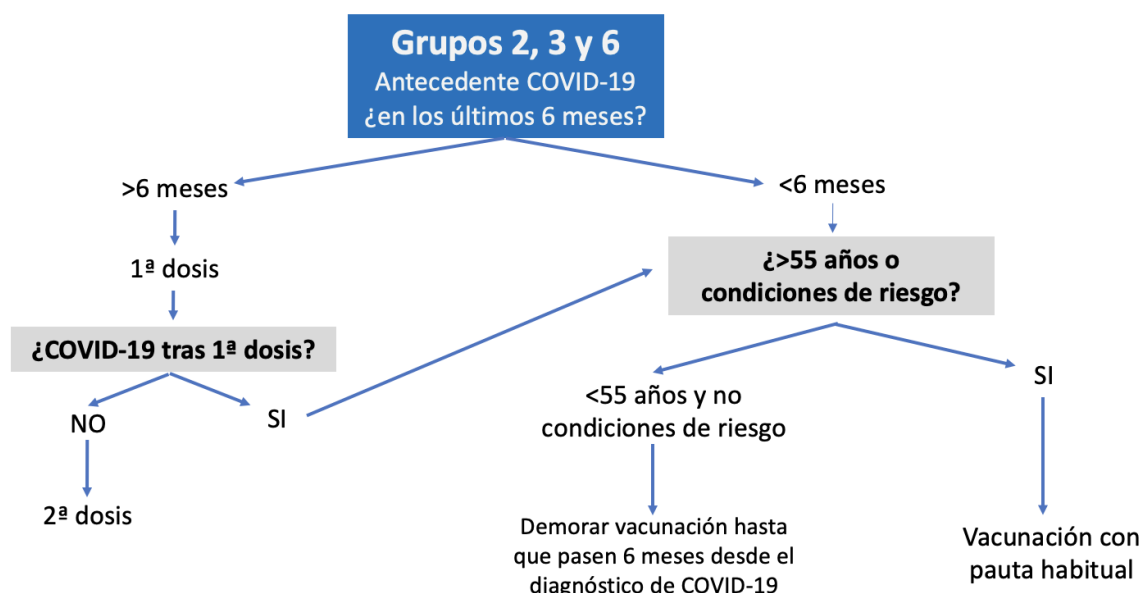 Grupos 2, 3 y 6
Antecedente COVID-19
¿en los últimos 6 meses?
>6 meses
<6 meses
1ª dosis
¿>55 años o
condiciones de riesgo?
¿COVID-19 tras 1ª dosis?
NO
SI
<55 años y no
condiciones de riesgo
SI
2ª dosis
Demorar vacunación hasta
que pasen 6 meses desde el
diagnóstico de COVID-19
Vacunación con
pauta habitual